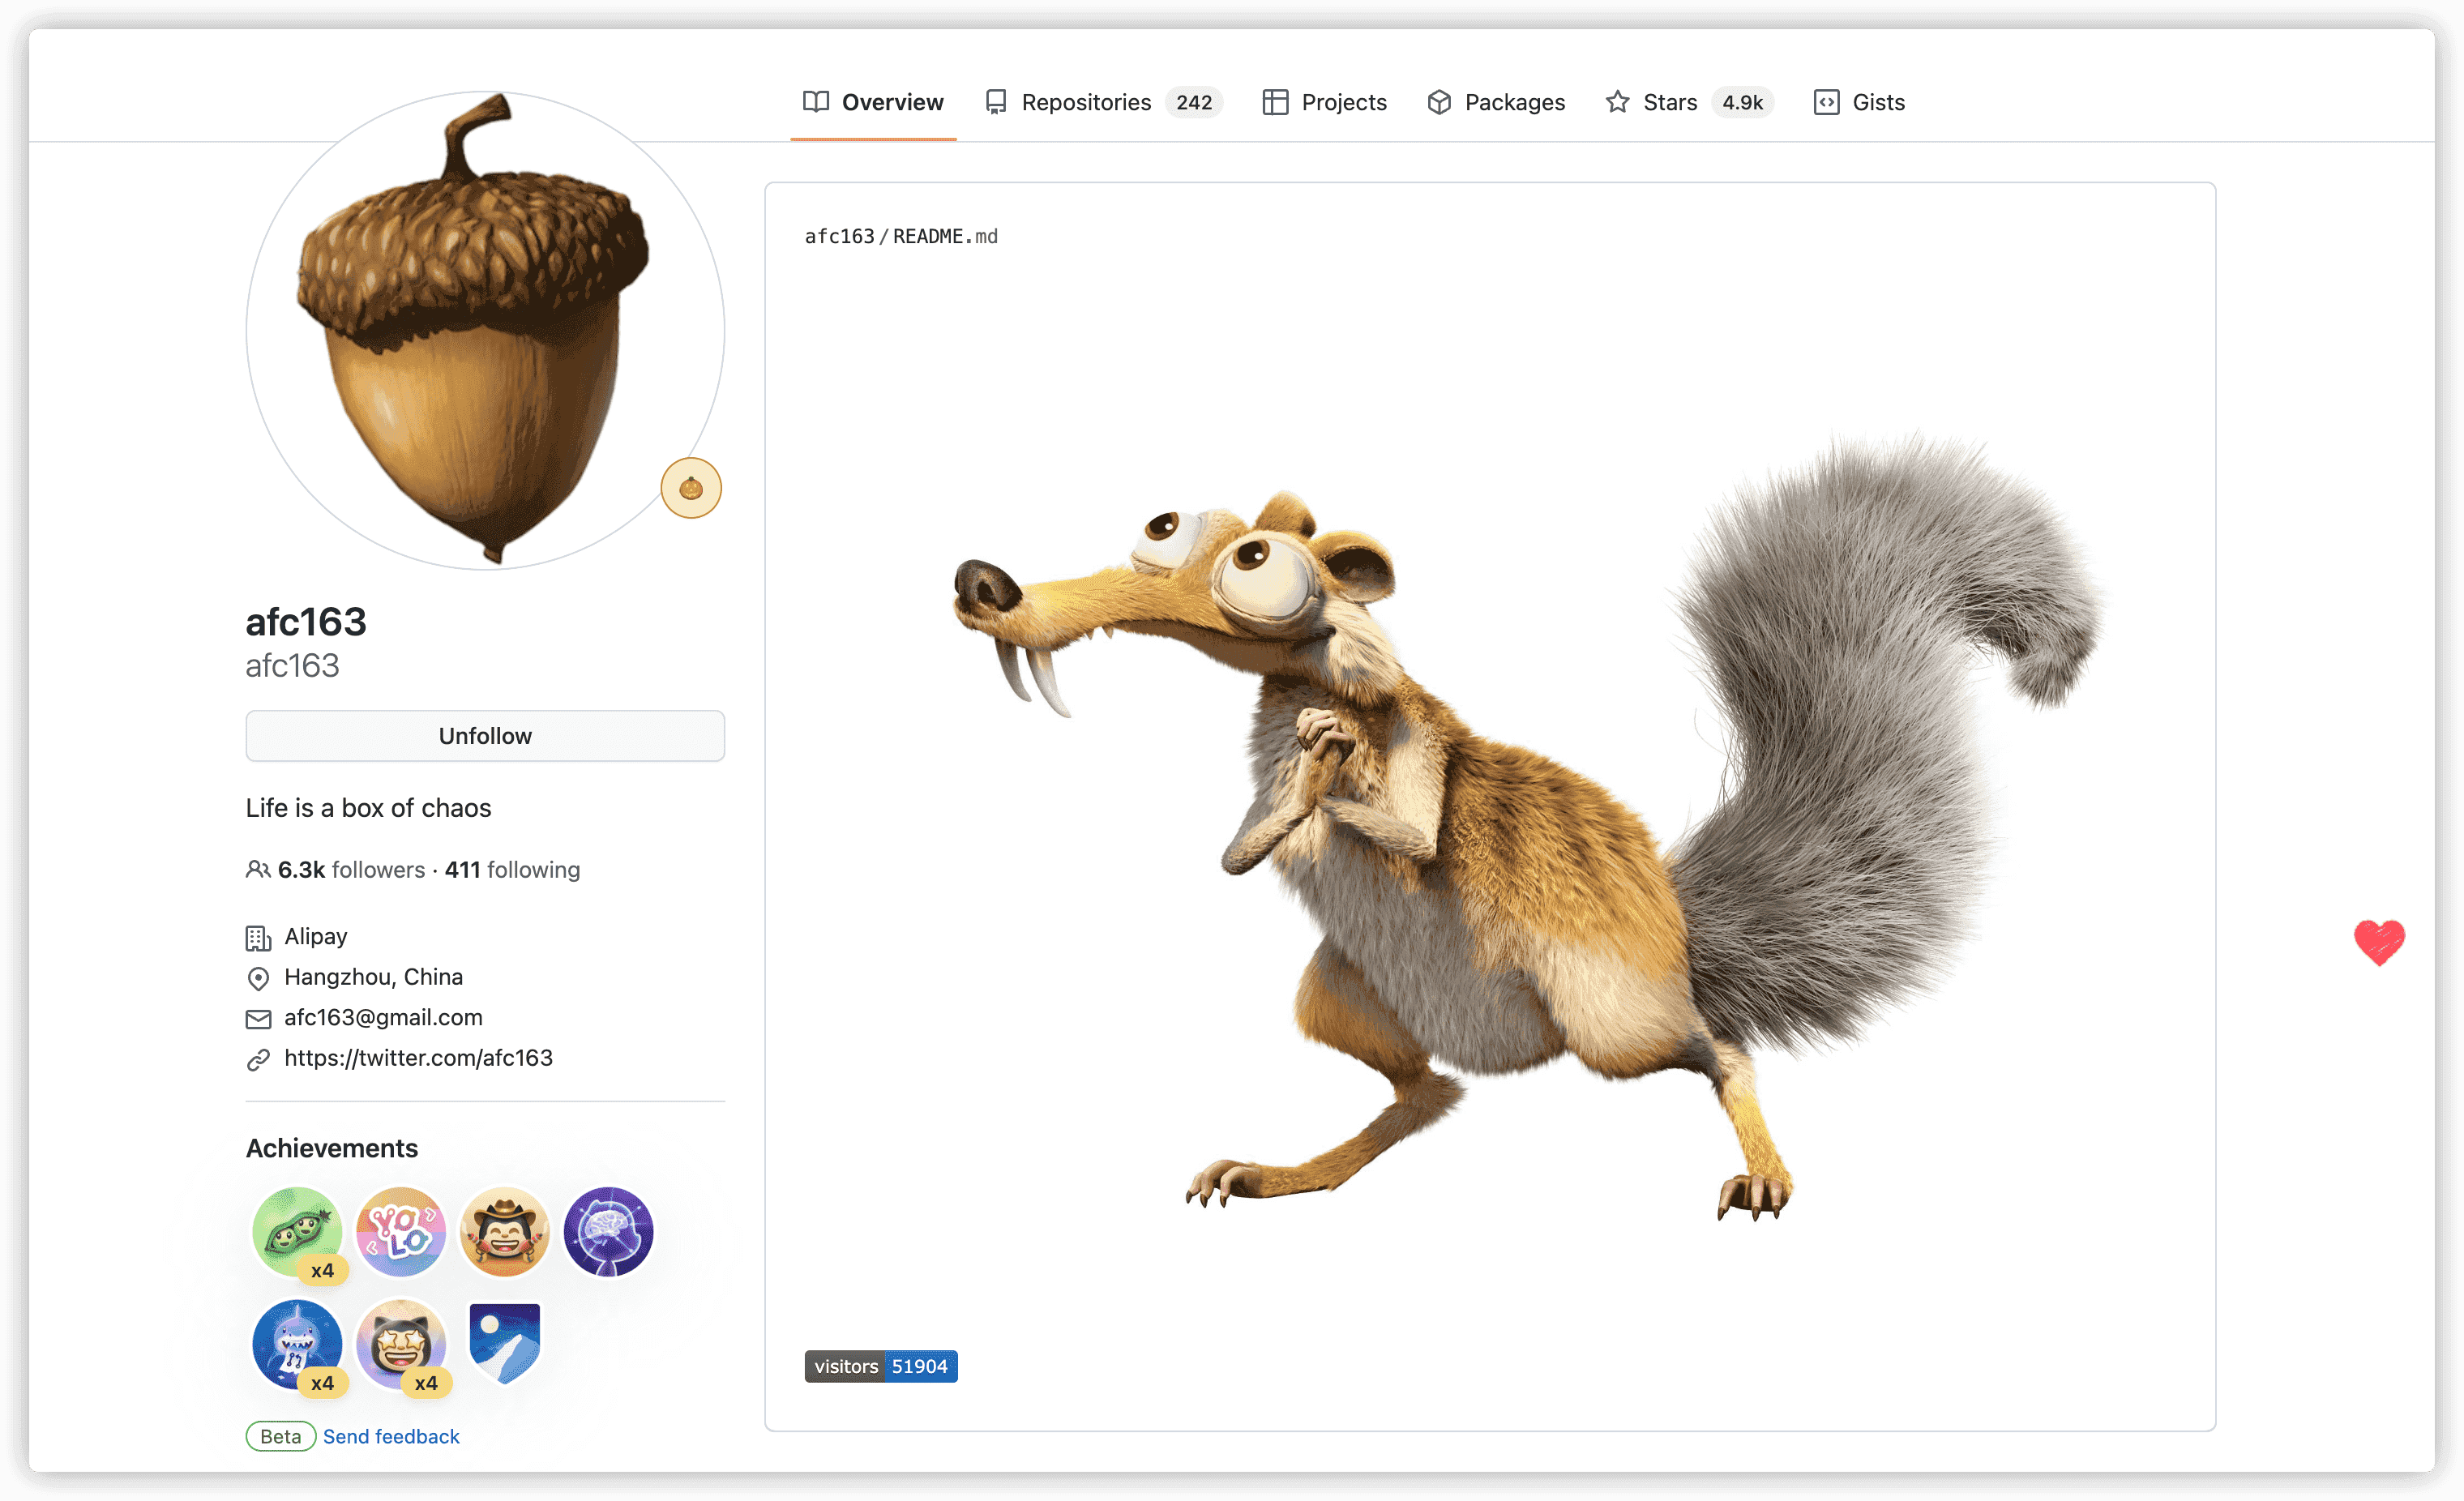 Overview Repositories 242 Projects Packages Stars 4.9k Gists
afc163/README.md
afc163
afc163
Unfollow
Life is a box of chaos
6.3k followers · 411 following
Alipay
Hangzhou, China
afc163@gmail.com
https://twitter.com/afc163
Achievements
x4
YOLO
x4
x4
Beta Send feedback
visitors 51904